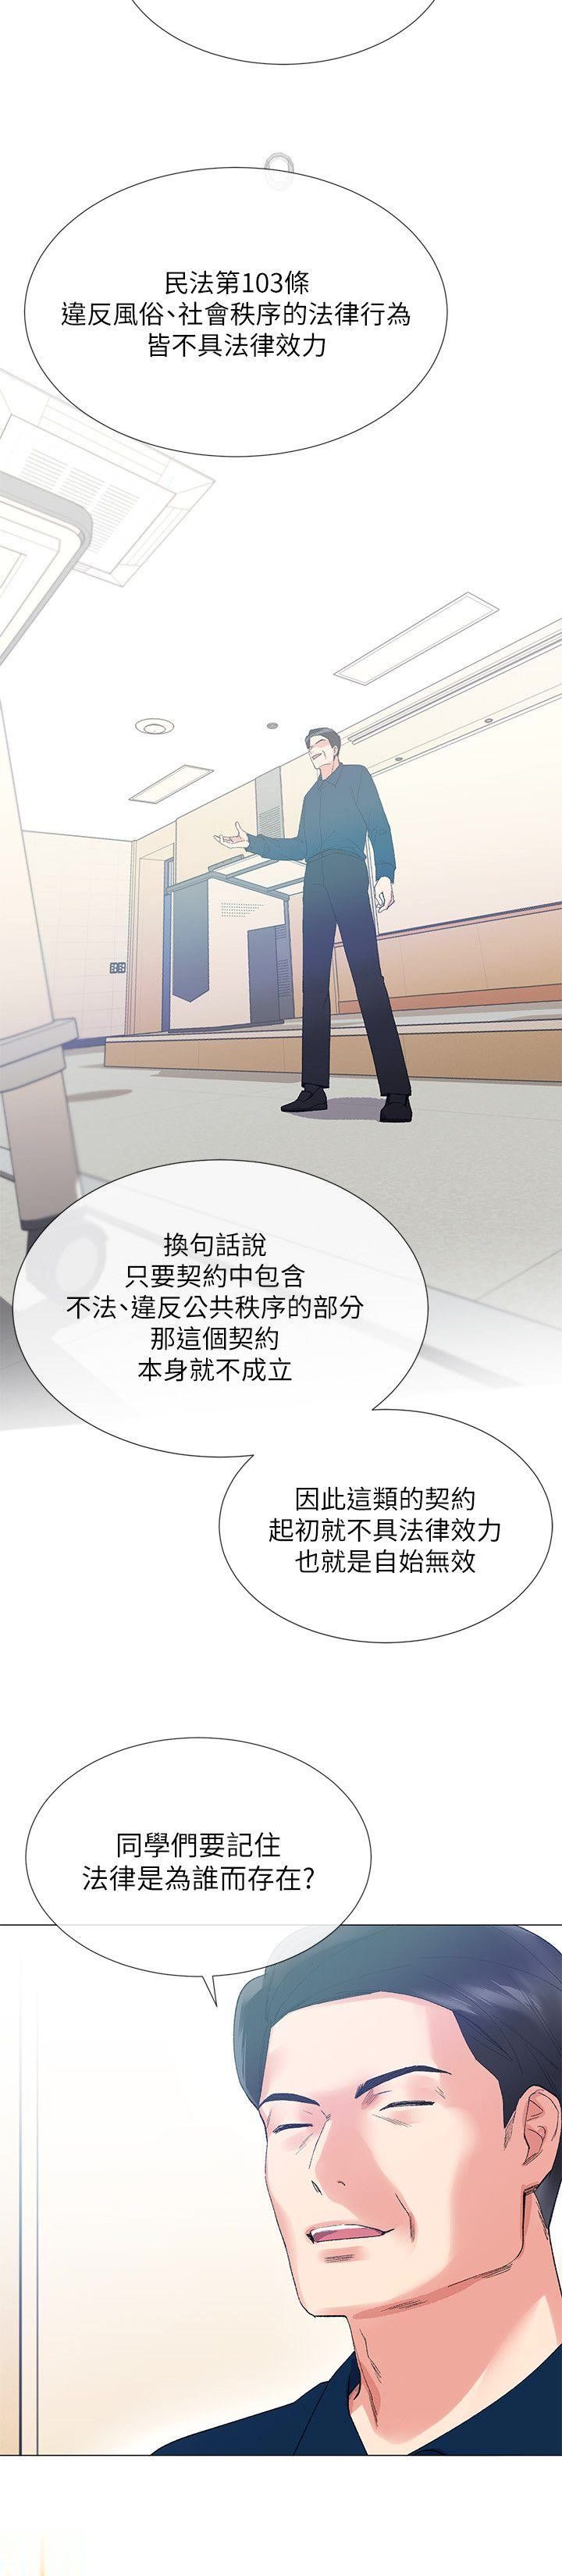 民法第103條
違反風俗、社會秩序的法律行為
皆不具法律效力
換句話說
只要契約中包含
不法、違反公共秩序的部分
那這個契約
本身就不成立
因此這類的契約
起初就不具法律效力
也就是自始無效
同學們要記住
法律是為誰而存在?